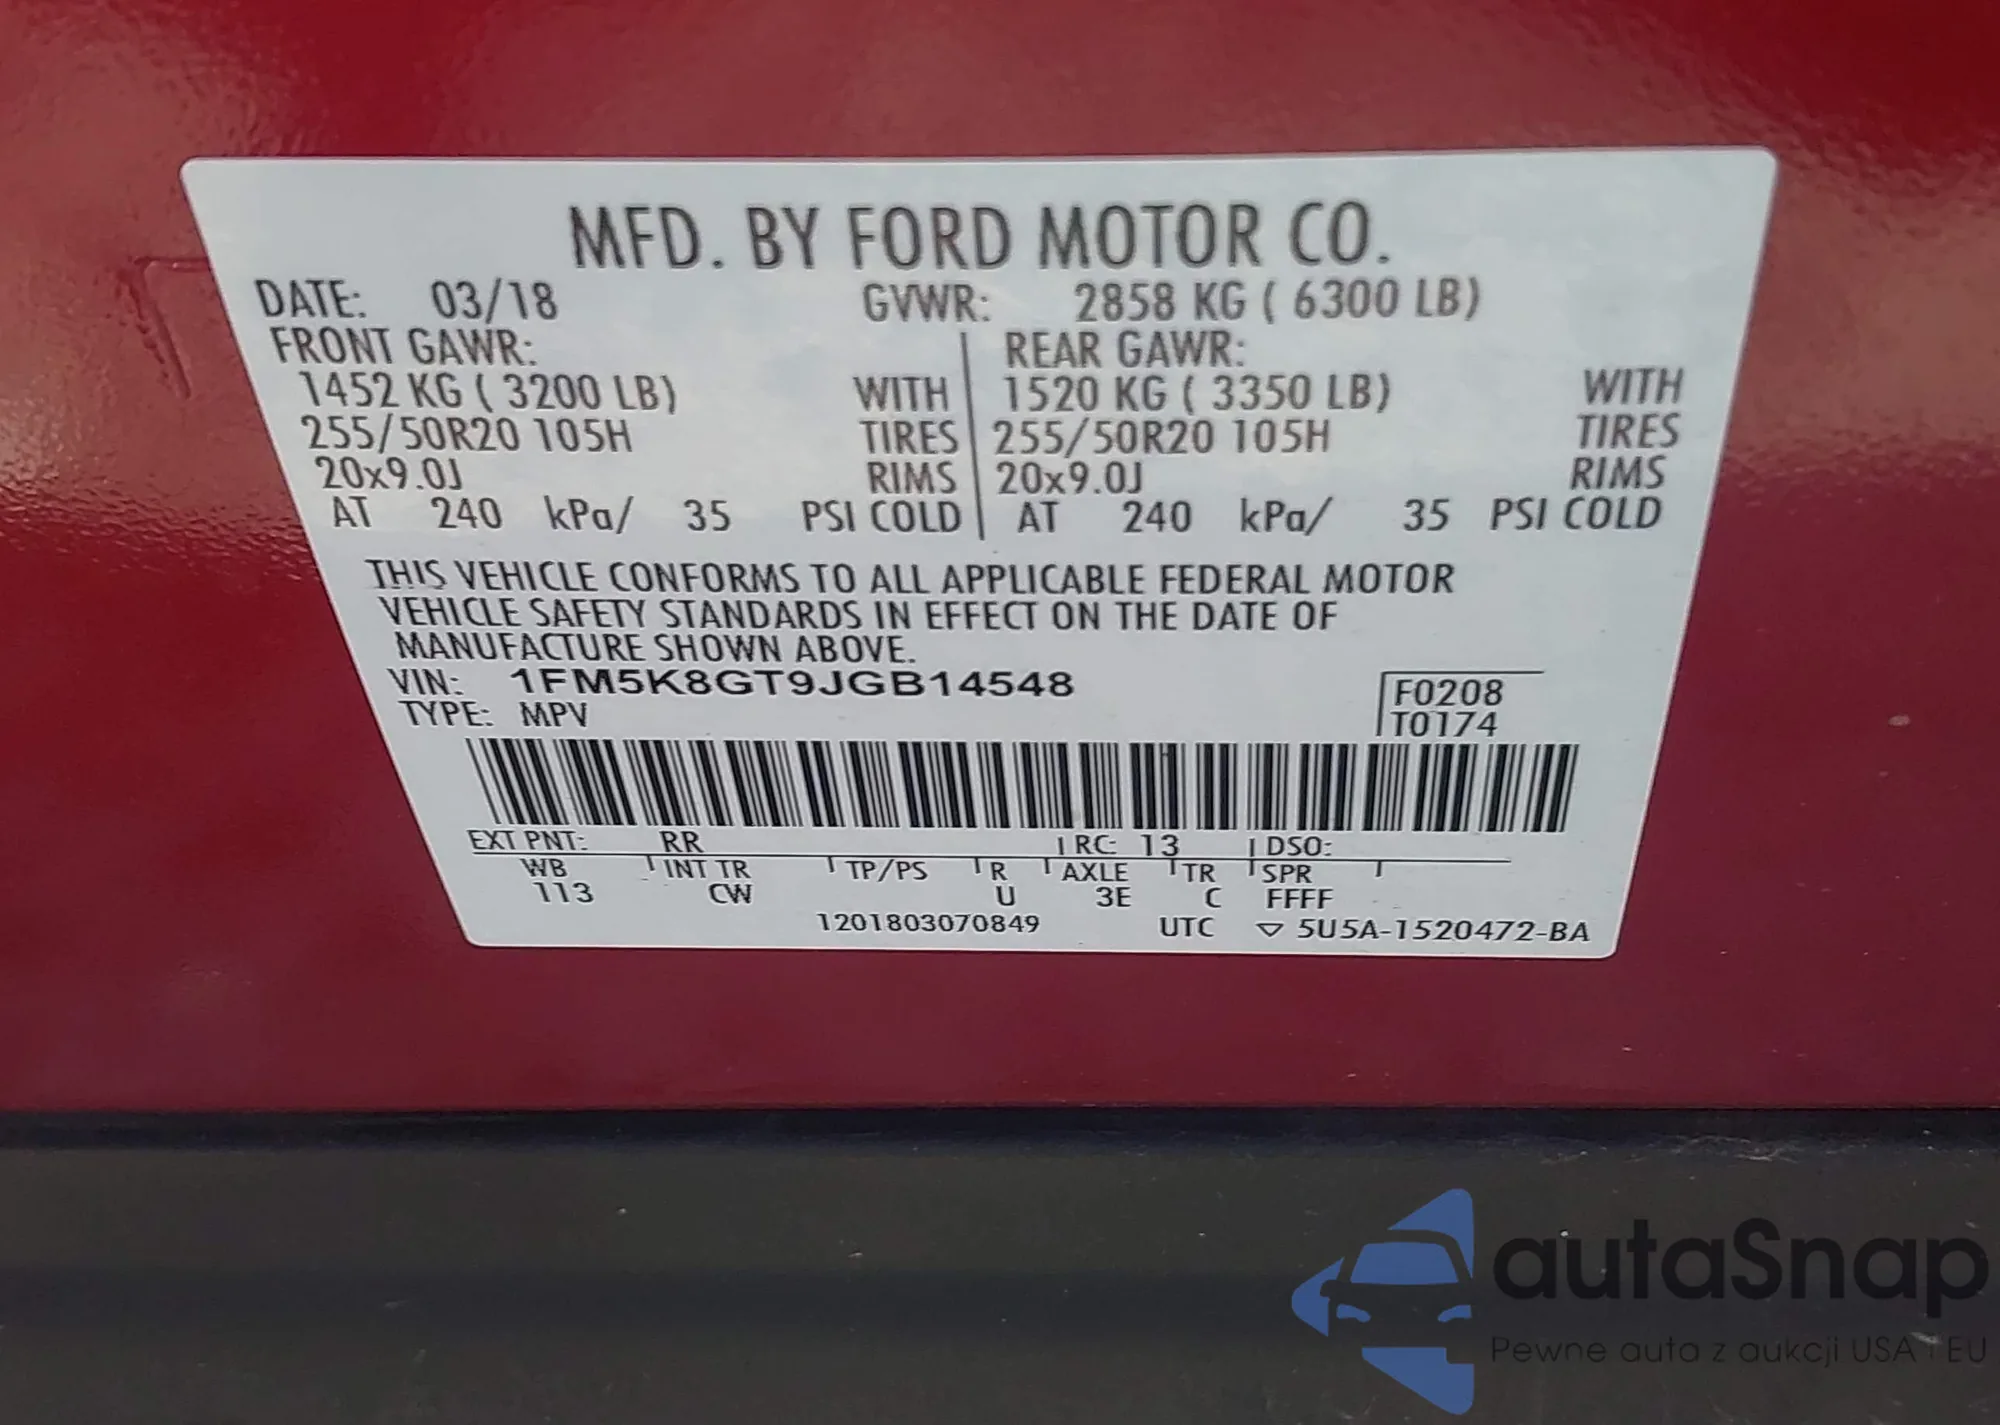 MFD. BY FORD MOTOR CO.
DATE: 03/18 GVWR: 2858 KG ( 6300 LB)
FRONT GAWR: REAR GAWR:
1452 KG ( 3200 LB) WITH 1520 KG ( 3350 LB) WITH
255/50R20 105H TIRES 255/50R20 105H TIRES
20x9.0J RIMS 20x9.0J RIMS
AT 240 kPa/ 35 PSI COLD AT 240 kPa/ 35 PSI COLD
THIS VEHICLE CONFORMS TO ALL APPLICABLE FEDERAL MOTOR
VEHICLE SAFETY STANDARDS IN EFFECT ON THE DATE OF
MANUFACTURE SHOWN ABOVE.
VIN: 1FM5K8GT9JGB14548 F0208
TYPE: MPV T0174
EXT PNT: RR RC: 13 DSO:
WB INT TR TP/PS R AXLE TR SPR
113 CW U 3E C FFFF
1201803070849 UTC ▽ 5U5A-1520472-BA
autaSnap
Pewne auta z aukcji USA i EU